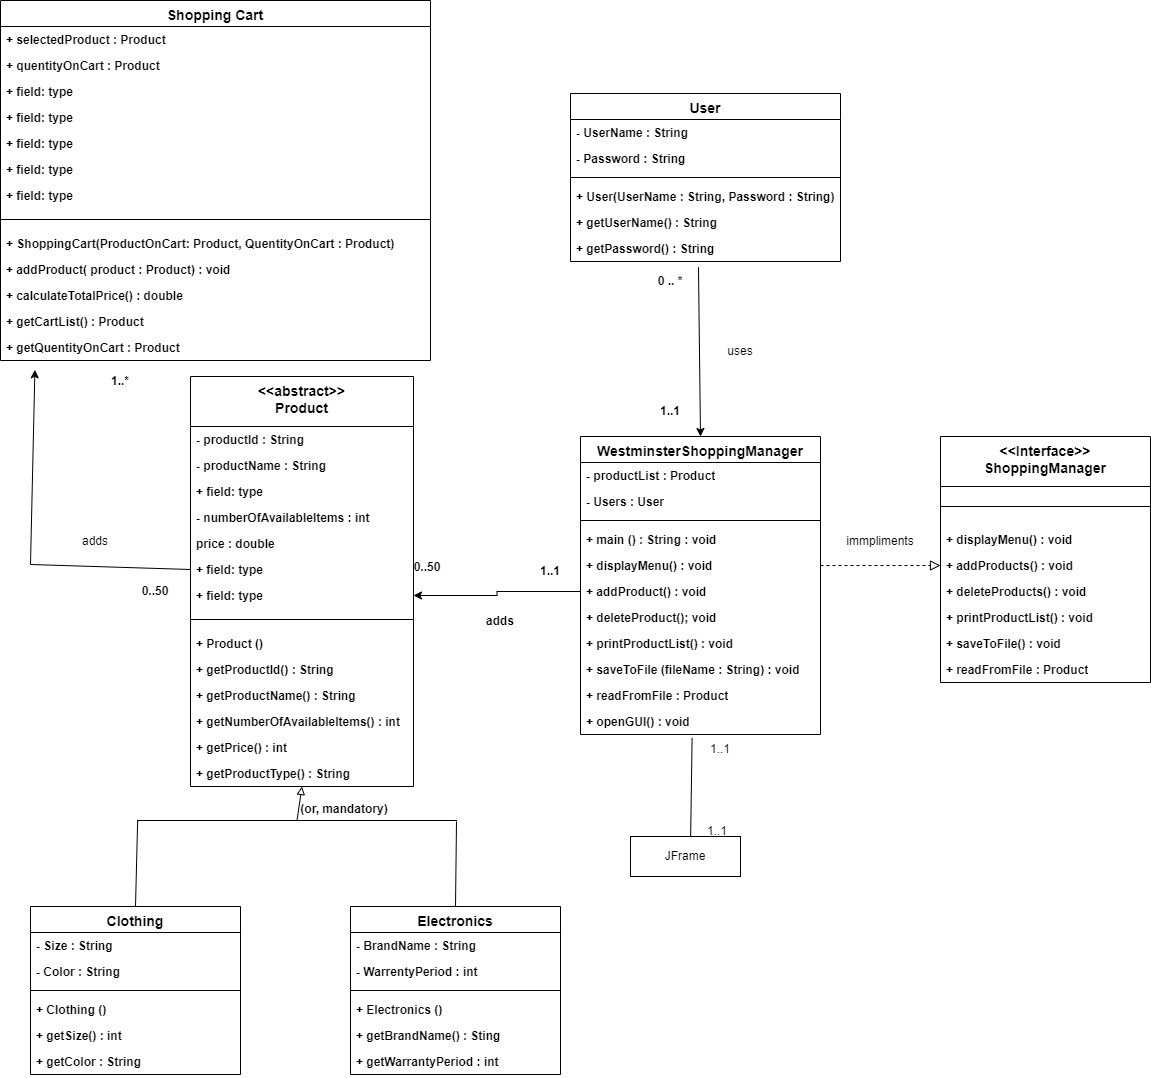 Shopping Cart
+ selectedProduct : Product
+ quentityOnCart : Product
+ field: type
+ field: type
+ field: type
+ field: type
+ field: type
+ ShoppingCart(ProductOnCart: Product, QuentityOnCart : Product)
+ addProduct( product : Product) : void
+ calculateTotalPrice() : double
+ getCartList() : Product
+ getQuentityOnCart : Product
User
- UserName : String
- Password : String
+ User(UserName : String, Password : String)
+ getUserName() : String
+ getPassword() : String
0 .. *
uses
1..1
1..*
adds
0..50
<<abstract>>
Product
- productId : String
- productName : String
+ field: type
- numberOfAvailableItems : int
price : double
+ field: type
+ field: type
+ Product ()
+ getProductId() : String
+ getProductName() : String
+ getNumberOfAvailableItems() : int
+ getPrice() : int
+ getProductType() : String
0..50
1..1
adds
WestminsterShoppingManager
- productList : Product
- Users : User
+ main () : String : void
+ displayMenu() : void
+ addProduct() : void
+ deleteProduct(); void
+ printProductList() : void
+ saveToFile (fileName : String) : void
+ readFromFile : Product
+ openGUI() : void
immpliments
<<Interface>>
ShoppingManager
+ displayMenu() : void
+ addProducts() : void
+ deleteProducts() : void
+ printProductList() : void
+ saveToFile() : void
+ readFromFile : Product
1..1
1..1
JFrame
(or, mandatory)
Clothing
- Size : String
- Color : String
+ Clothing ()
+ getSize() : int
+ getColor : String
Electronics
- BrandName : String
- WarrentyPeriod : int
+ Electronics ()
+ getBrandName() : Sting
+ getWarrantyPeriod : int